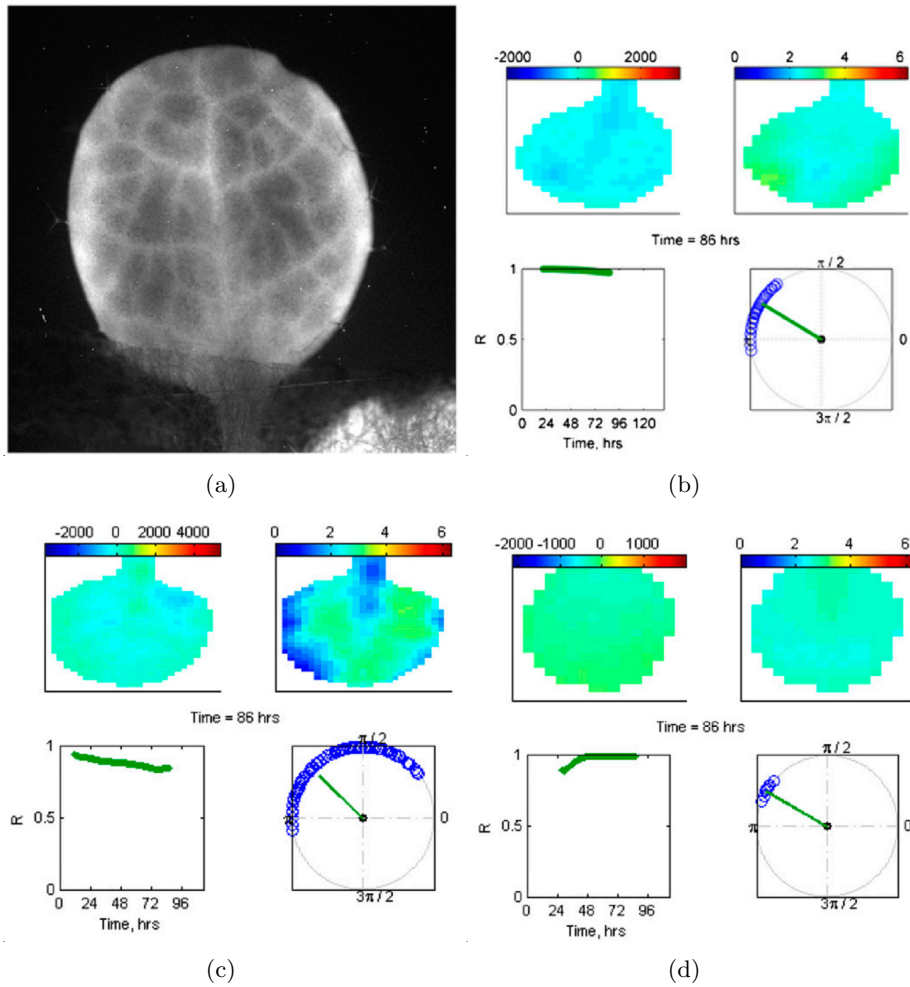 -2000 0 2000
0 2 4 6
Time = 86 hrs
1
0.5
0
R
24 48 72 96 120
Time, hrs
π / 2
π
0
3π / 2
(a)
(b)
-2000 0 2000 4000
0 2 4 6
Time = 86 hrs
1
0.5
0
R
0 24 48 72 96
Time, hrs
π / 2
π
0
3π / 2
-2000 -1000 0 1000
0 2 4 6
Time = 86 hrs
1
0.5
0
R
0 24 48 72 96
Time, hrs
π / 2
π
0
3π / 2
(c)
(d)